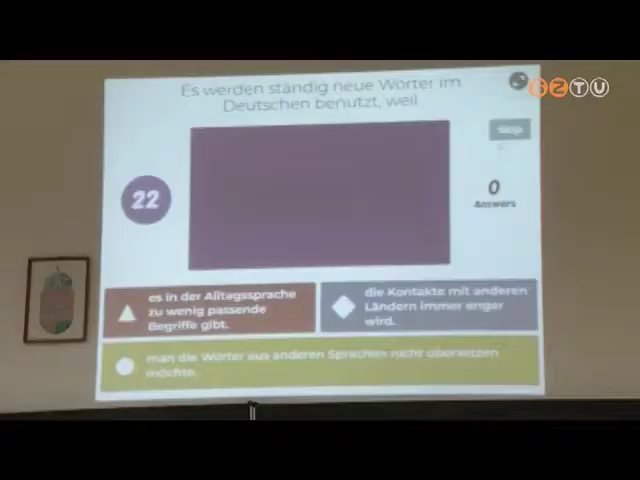 Es werden ständig neue Wörter im
Deutschen benutzt, weil
GZTV
Skip
22
0
Answers
es in der Alltagssprache
zu wenig passende
Begriffe gibt.
die Kontakte mit anderen
Ländern immer enger
wird.
man die Wörter aus anderen Sprachen nicht übersetzen
möchte.